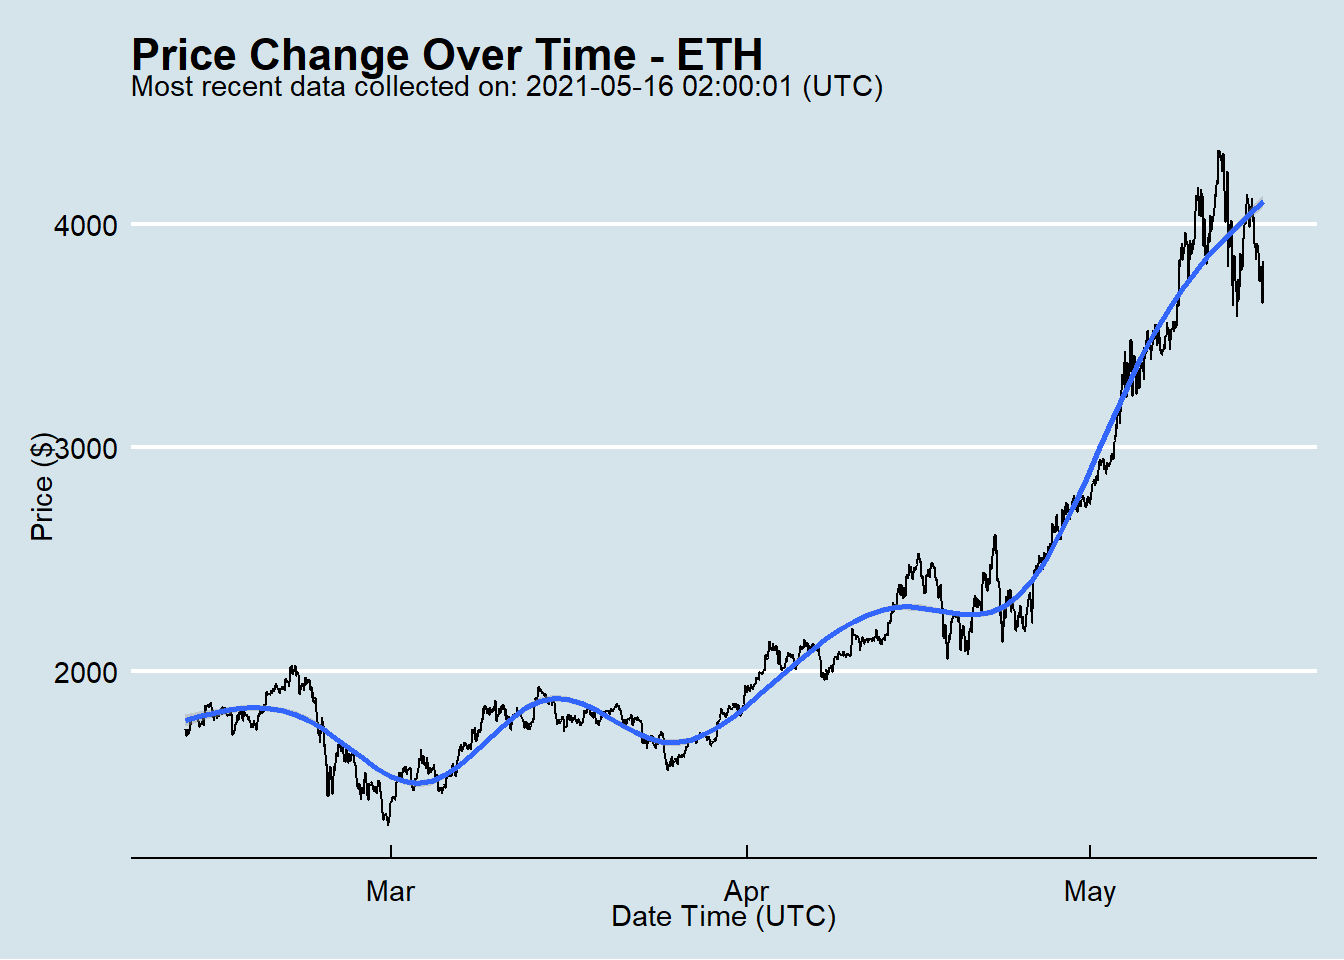 Price Change Over Time - ETH
Most recent data collected on: 2021-05-16 02:00:01 (UTC)
4000
3000
2000
Price ($)
Mar
Apr
May
Date Time (UTC)